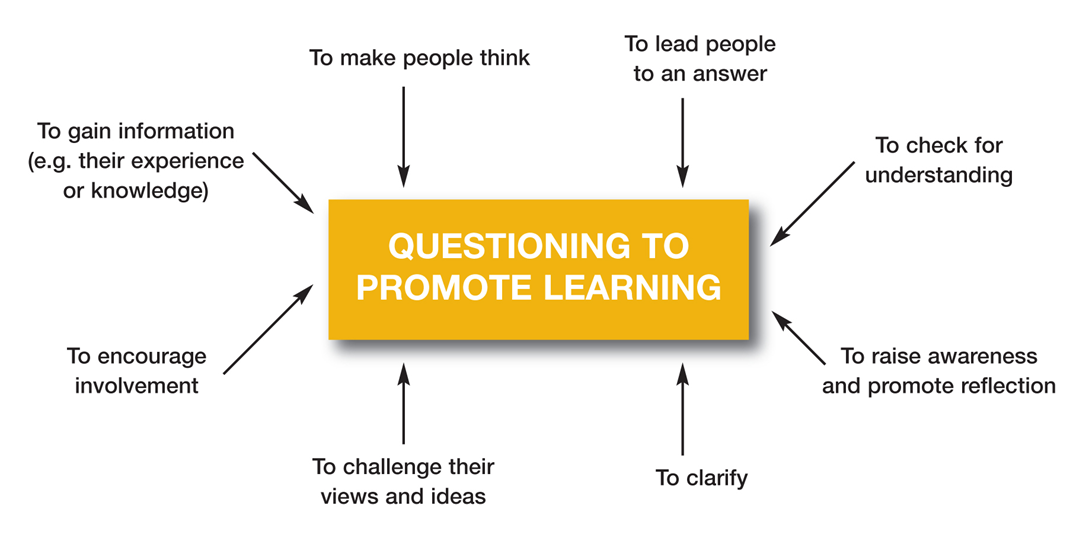 To make people think
To lead people
to an answer
To gain information
(e.g. their experience
or knowledge)
To check for
understanding
QUESTIONING TO
PROMOTE LEARNING
To encourage
involvement
To raise awareness
and promote reflection
To challenge their
views and ideas
To clarify